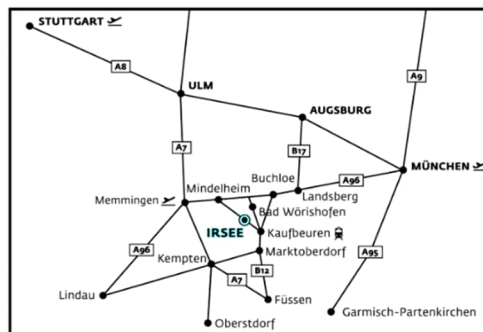 STUTTGART
A8
A9
ULM
AUGSBURG
A7
B17
MÜNCHEN
Buchloe
A96
Mindelheim
Landsberg
Memmingen
Bad Wörishofen
IRSEE
Kaufbeuren
A96
Marktoberdorf
A95
Kempten
B12
A7
Lindau
Füssen
Garmisch-Partenkirchen
Oberstdorf